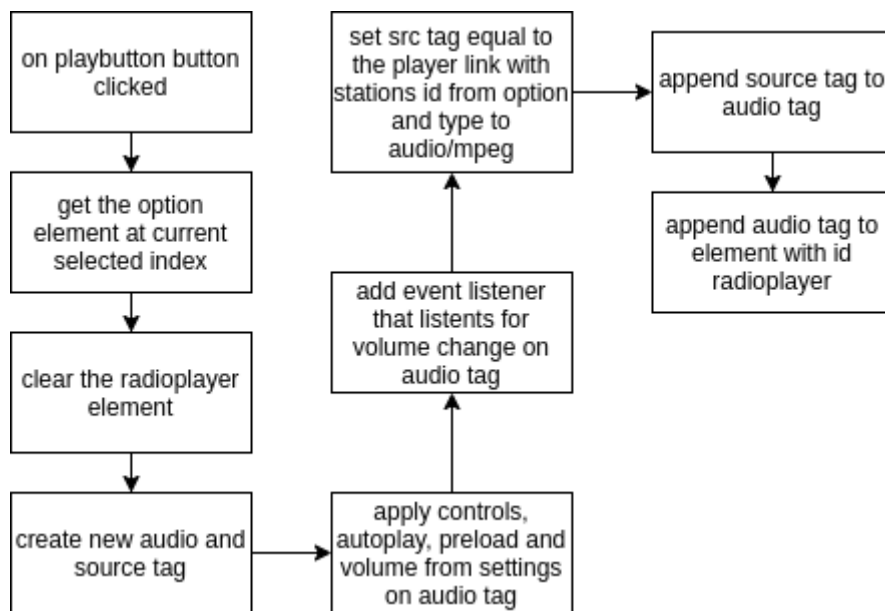 on playbutton button
clicked
get the option
element at current
selected index
clear the radioplayer
element
create new audio and
source tag
apply controls,
autoplay, preload and
volume from settings
on audio tag
add event listener
that listents for
volume change on
audio tag
set src tag equal to
the player link with
stations id from option
and type to
audio/mpeg
append source tag to
audio tag
append audio tag to
element with id
radioplayer